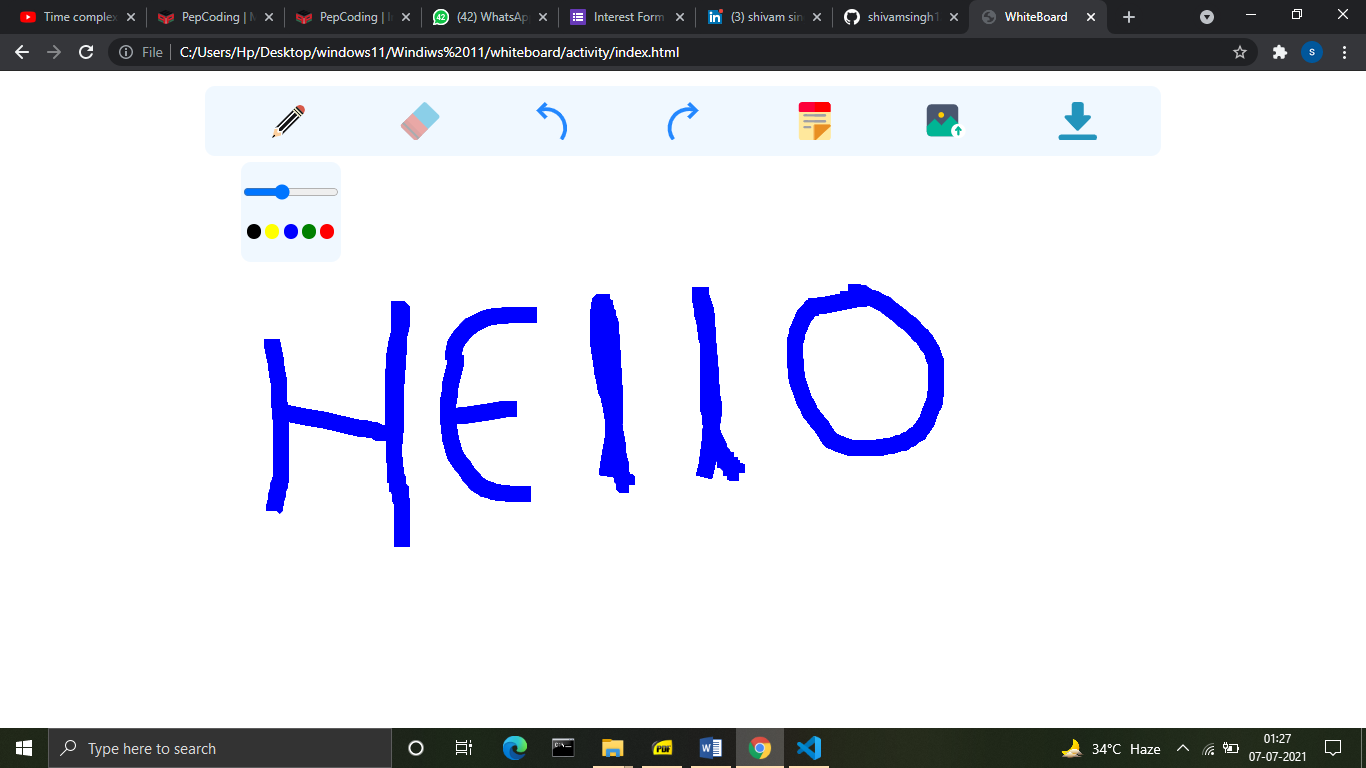 Time complex
PepCoding | M
PepCoding | I
(42) WhatsAp
Interest Form
(3) shivam sin
shivamsingh1
WhiteBoard
File
C:/Users/Hp/Desktop/windows11/Windiws%2011/whiteboard/activity/index.html
S
HEllO
Type here to search
PDF
34°C Haze
01:27
07-07-2021